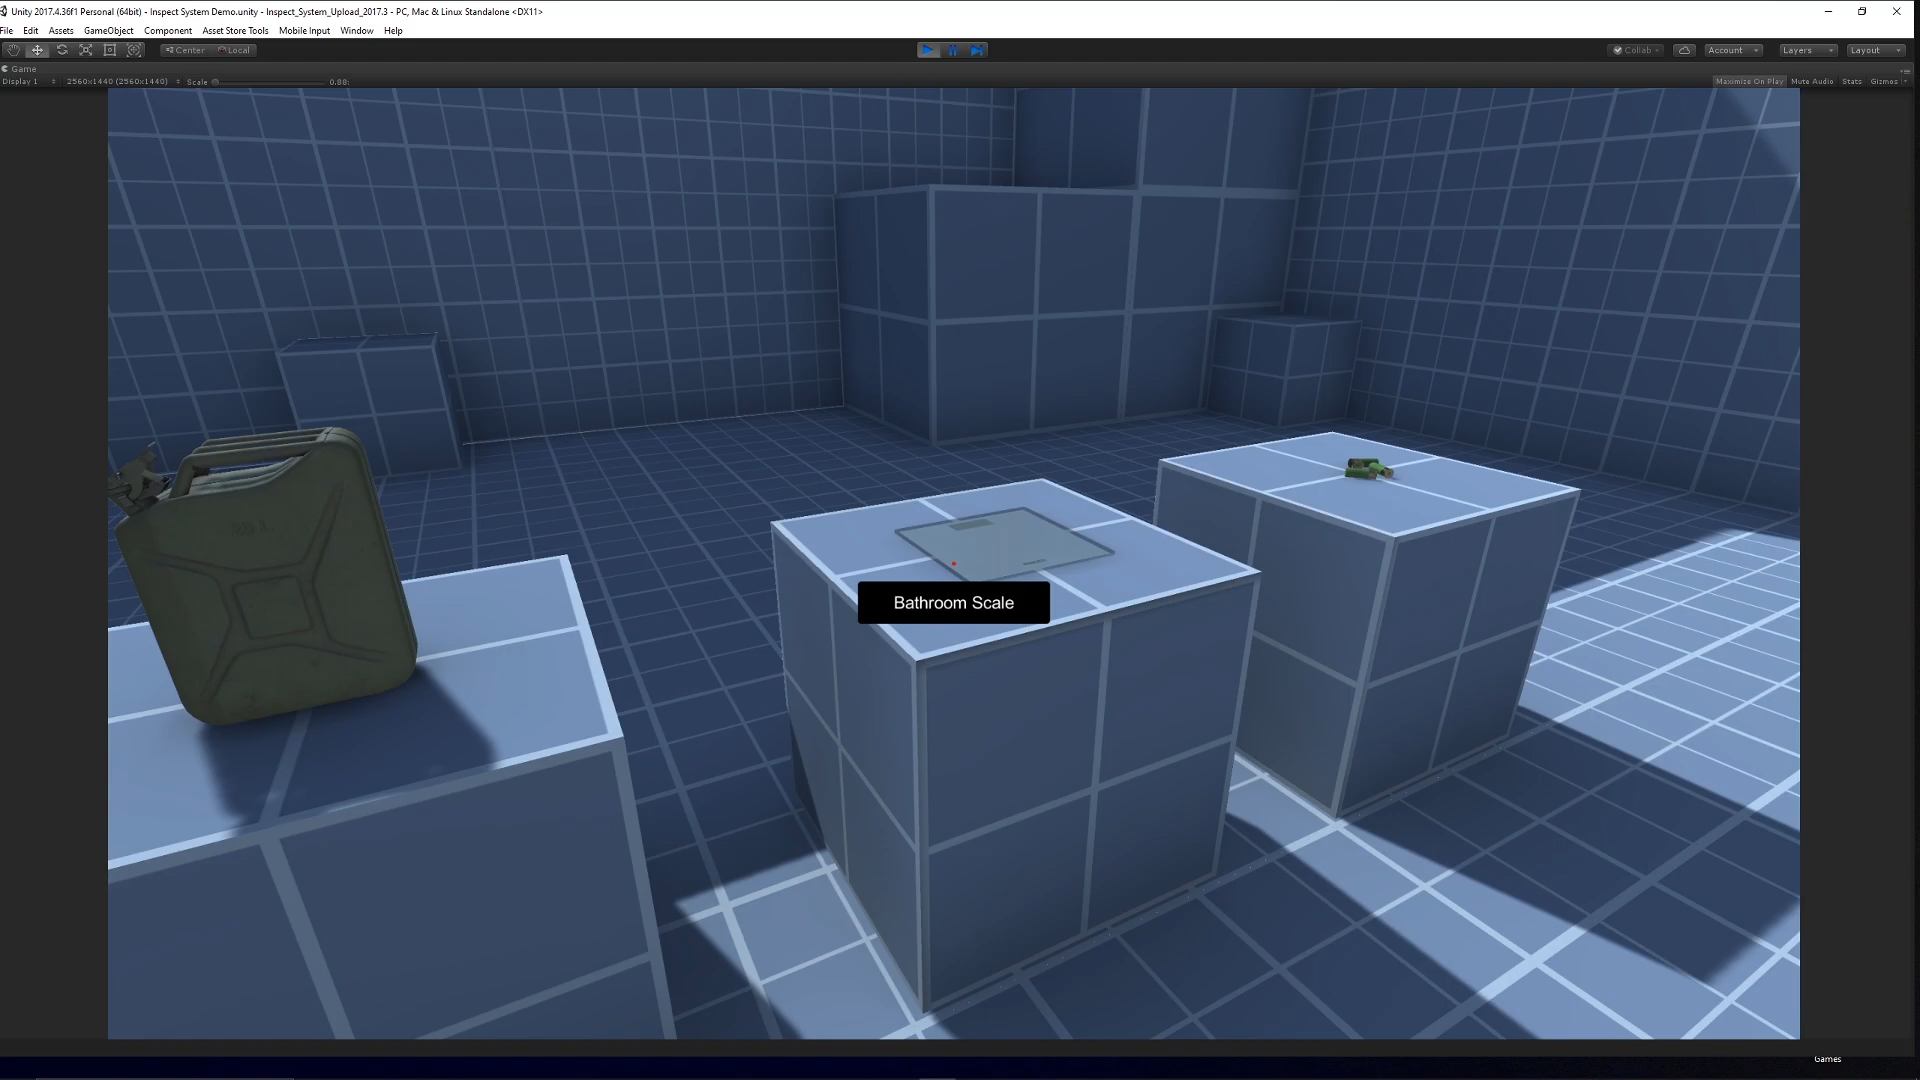 Unity 2017.4.36f1 Personal (64bit) - Inspect System Demo.unity - Inspect_System_Upload_2017.3 - PC, Mac & Linux Standalone <DX11>
File Edit Assets GameObject Component Asset Store Tools Mobile Input Window Help
Center Local Collab Account Layers Layout
Game
Display 1 2560x1440 (2560x1440) Scale 0.88: Maximize On Play Mute Audio Stats Gizmos
Bathroom Scale
Games